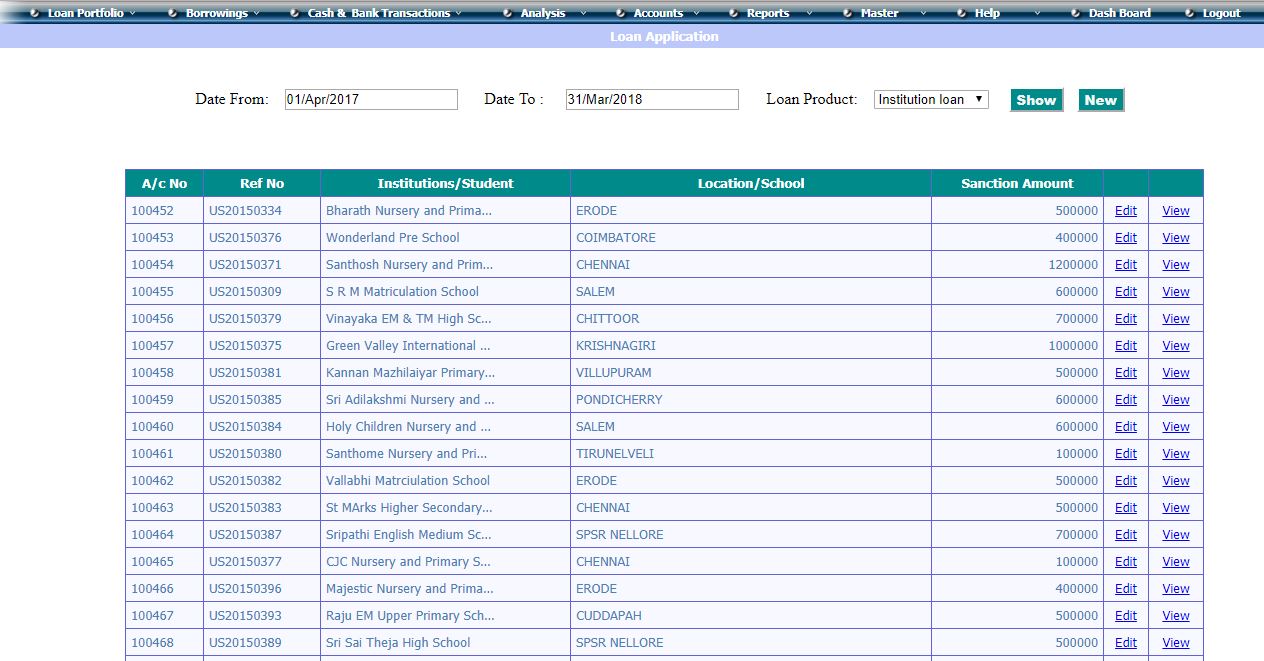 Loan Portfolio Borrowings Cash & Bank Transactions Analysis Accounts Reports Master Help Dash Board Logout
Loan Application
Date From: 01/Apr/2017 Date To : 31/Mar/2018 Loan Product: Institution loan Show New
A/c No Ref No Institutions/Student Location/School Sanction Amount
100452 US20150334 Bharath Nursery and Prima... ERODE 500000 Edit View
100453 US20150376 Wonderland Pre School COIMBATORE 400000 Edit View
100454 US20150371 Santhosh Nursery and Prim... CHENNAI 1200000 Edit View
100455 US20150309 S R M Matriculation School SALEM 600000 Edit View
100456 US20150379 Vinayaka EM & TM High Sc... CHITTOOR 700000 Edit View
100457 US20150375 Green Valley International ... KRISHNAGIRI 1000000 Edit View
100458 US20150381 Kannan Mazhilaiyar Primary... VILLUPURAM 500000 Edit View
100459 US20150385 Sri Adilakshmi Nursery and ... PONDICHERRY 600000 Edit View
100460 US20150384 Holy Children Nursery and ... SALEM 600000 Edit View
100461 US20150380 Santhome Nursery and Pri... TIRUNELVELI 100000 Edit View
100462 US20150382 Vallabhi Matrciulation School ERODE 500000 Edit View
100463 US20150383 St MArks Higher Secondary... CHENNAI 500000 Edit View
100464 US20150387 Sripathi English Medium Sc... SPSR NELLORE 700000 Edit View
100465 US20150377 CJC Nursery and Primary S... CHENNAI 100000 Edit View
100466 US20150396 Majestic Nursery and Prima... ERODE 400000 Edit View
100467 US20150393 Raju EM Upper Primary Sch... CUDDAPAH 500000 Edit View
100468 US20150389 Sri Sai Theja High School SPSR NELLORE 500000 Edit View